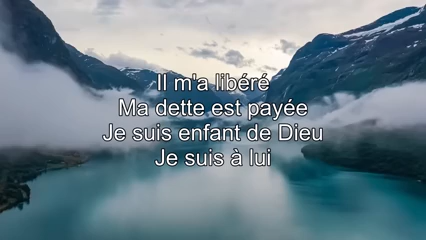 Il m'a libéré
Ma dette est payée
Je suis enfant de Dieu
Je suis à lui